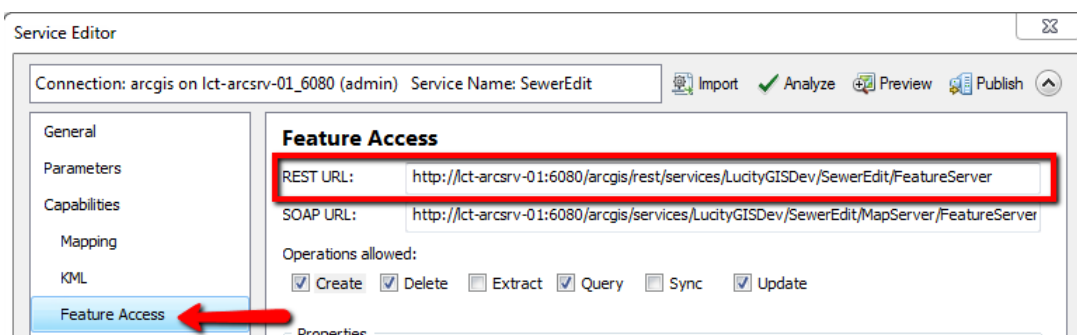 Service Editor
Connection: arcgis on lct-arcsrv-01_6080 (admin) Service Name: SewerEdit Import Analyze Preview Publish
General
Parameters
Capabilities
Mapping
KML
Feature Access
Feature Access
REST URL: http://lct-arcsrv-01:6080/arcgis/rest/services/LucityGISDev/SewerEdit/FeatureServer
SOAP URL: http://lct-arcsrv-01:6080/arcgis/services/LucityGISDev/SewerEdit/MapServer/FeatureServer
Operations allowed:
Create Delete Extract Query Sync Update
Properties